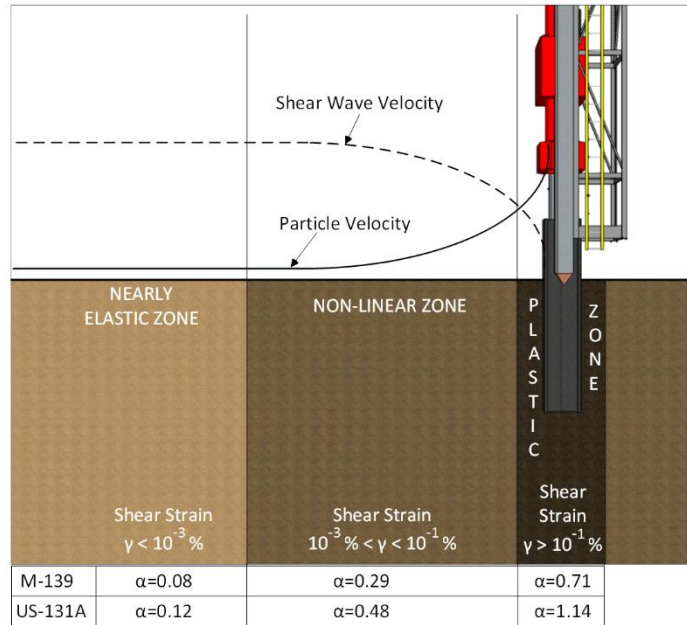 Shear Wave Velocity
Particle Velocity
NEARLY
ELASTIC ZONE
NON-LINEAR ZONE
PLASTIC
ZONE
Shear Strain
γ < 10⁻³ %
Shear Strain
10⁻³ % < γ < 10⁻¹ %
Shear
Strain
γ > 10⁻¹ %
M-139 α=0.08 α=0.29 α=0.71
US-131A α=0.12 α=0.48 α=1.14